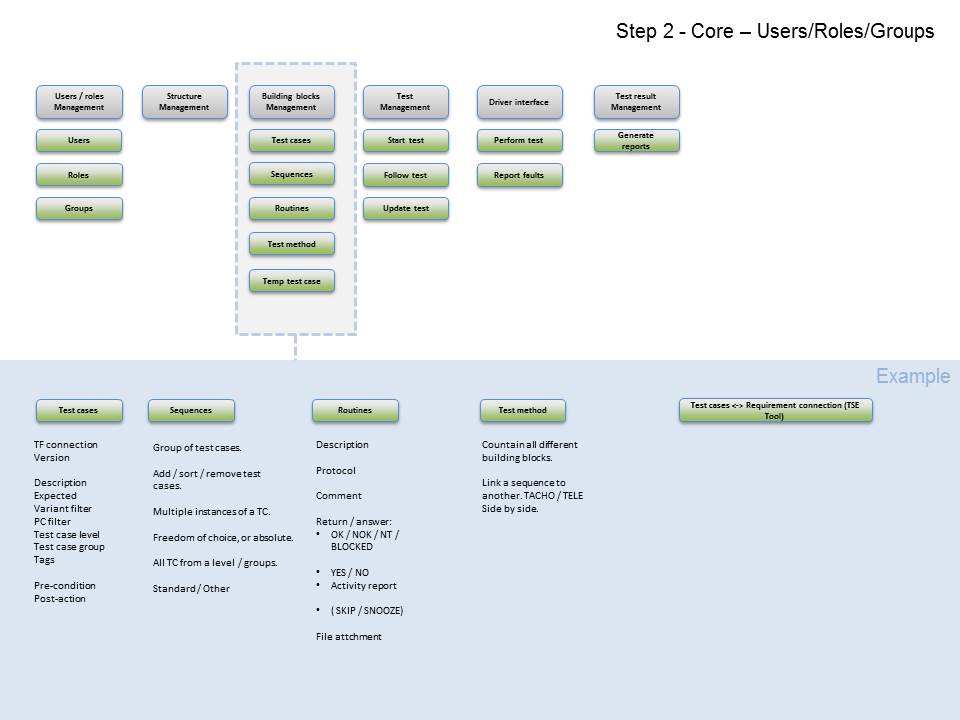 Step 2 - Core – Users/Roles/Groups
Users / roles
Management
Users
Roles
Groups
Structure
Management
Building blocks
Management
Test cases
Sequences
Routines
Test method
Temp test case
Test
Management
Start test
Follow test
Update test
Driver interface
Perform test
Report faults
Test result
Management
Generate
reports
Example
Test cases
TF connection
Version
Description
Expected
Variant filter
PC filter
Test case level
Test case group
Tags
Pre-condition
Post-action
Sequences
Group of test cases.
Add / sort / remove test
cases.
Multiple instances of a TC.
Freedom of choice, or absolute.
All TC from a level / groups.
Standard / Other
Routines
Description
Protocol
Comment
Return / answer:
• OK / NOK / NT /
BLOCKED
• YES / NO
• Activity report
• ( SKIP / SNOOZE)
File attchment
Test method
Countain all different
building blocks.
Link a sequence to
another. TACHO / TELE
Side by side.
Test cases <-> Requirement connection (TSE
Tool)